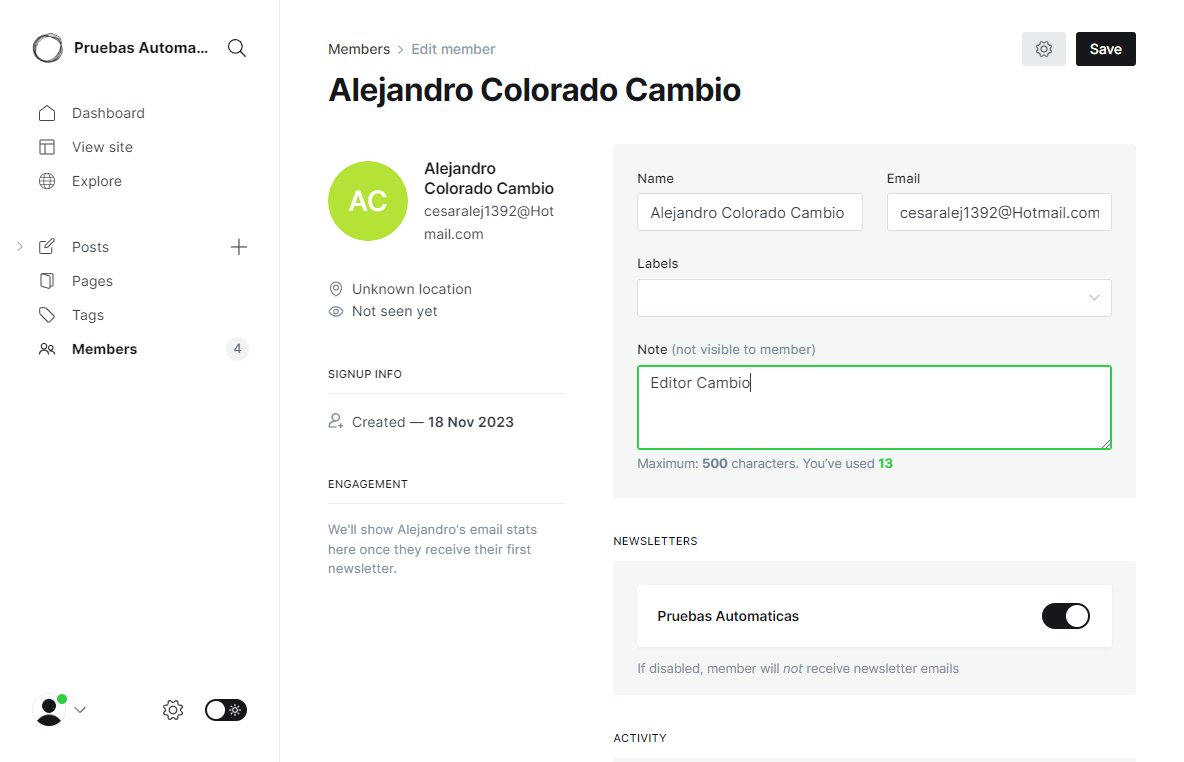 Pruebas Automa...
Dashboard
View site
Explore
Posts
Pages
Tags
Members
4
Members > Edit member
Save
Alejandro Colorado Cambio
AC
Alejandro
Colorado Cambio
cesaralej1392@Hot
mail.com
Unknown location
Not seen yet
SIGNUP INFO
Created — 18 Nov 2023
ENGAGEMENT
We'll show Alejandro's email stats
here once they receive their first
newsletter.
Name
Email
Alejandro Colorado Cambio
cesaralej1392@Hotmail.com
Labels
Note (not visible to member)
Editor Cambio
Maximum: 500 characters. You've used 13
NEWSLETTERS
Pruebas Automaticas
If disabled, member will not receive newsletter emails
ACTIVITY